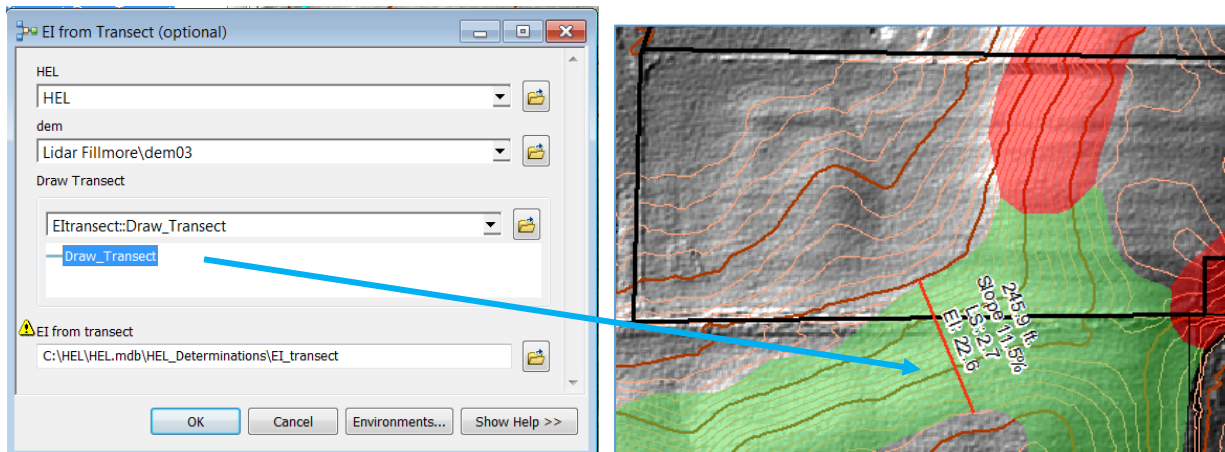 EI from Transect (optional)
HEL
HEL
dem
Lidar Fillmore\dem03
Draw Transect
EItransect::Draw_Transect
Draw_Transect
EI from transect
C:\HEL\HEL.mdb\HEL_Determinations\EI_transect
OK
Cancel
Environments...
Show Help >>
245.9 ft.
Slope 11.5%
LS: 2.7
EI: 22.6